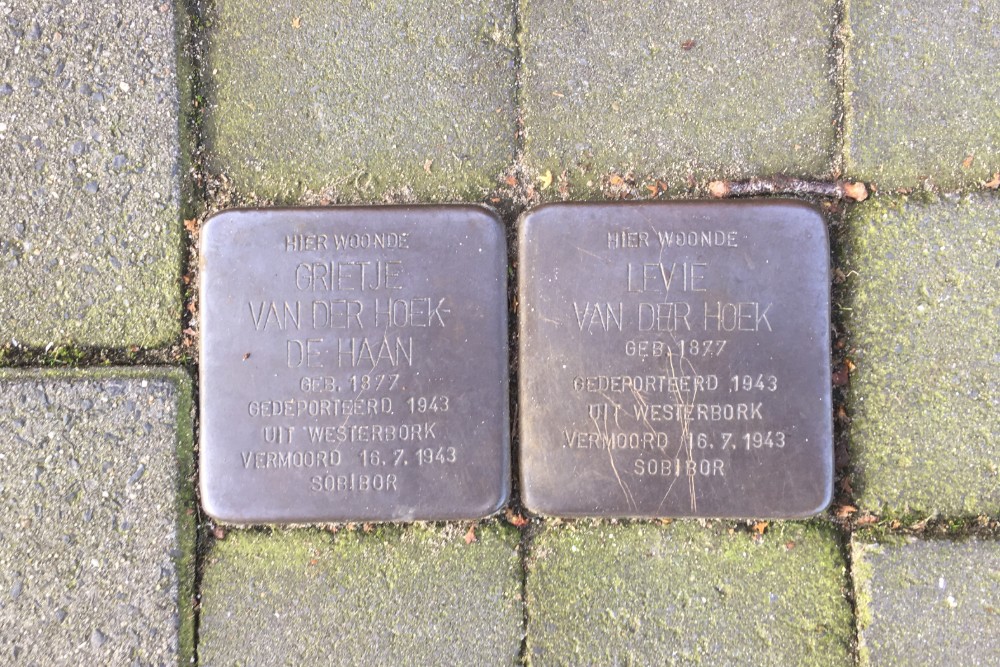 HIER WOONDE
GRIETJE
VAN DER HOEK-
DE HAAN
GEB. 1877
GEDEPORTEERD 1943
UIT WESTERBORK
VERMOORD 16.7.1943
SOBIBOR
HIER WOONDE
LEVIE
VAN DER HOEK
GEB. 1877
GEDEPORTEERD 1943
UIT WESTERBORK
VERMOORD 16.7.1943
SOBIBOR